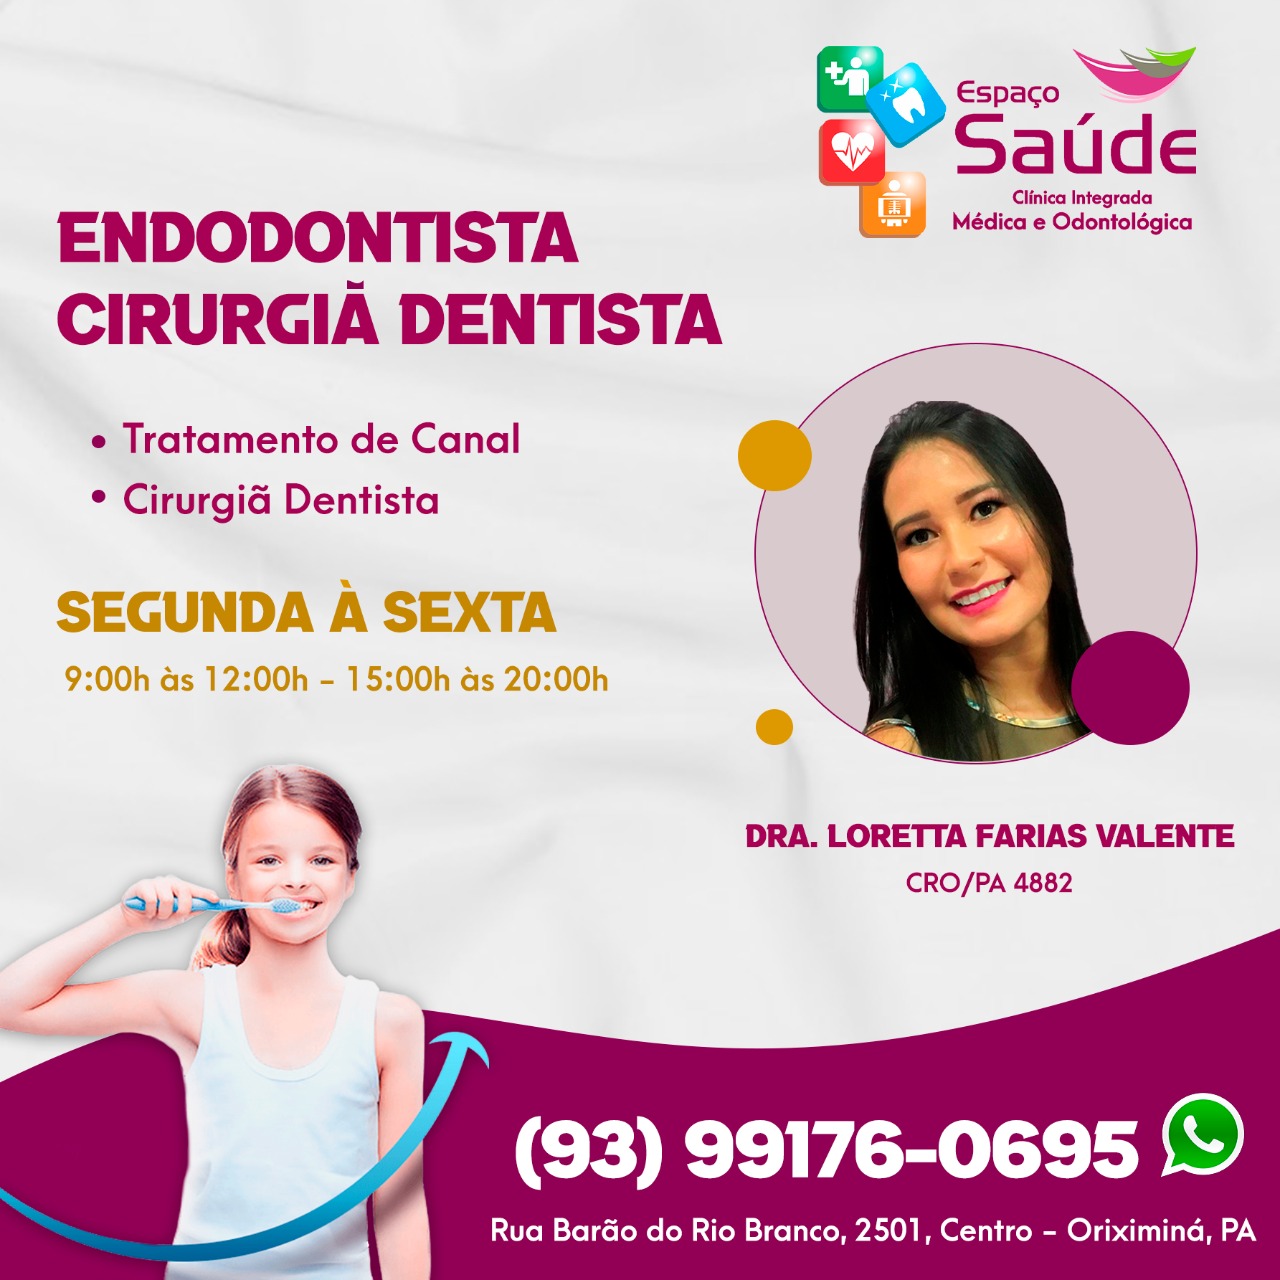 Espaço
Saúde
Clínica Integrada
Médica e Odontológica
ENDODONTISTA
CIRURGIÃ DENTISTA
• Tratamento de Canal
• Cirurgiã Dentista
SEGUNDA À SEXTA
9:00h às 12:00h - 15:00h às 20:00h
DRA. LORETTA FARIAS VALENTE
CRO/PA 4882
(93) 99176-0695
Rua Barão do Rio Branco, 2501, Centro - Oriximiná, PA